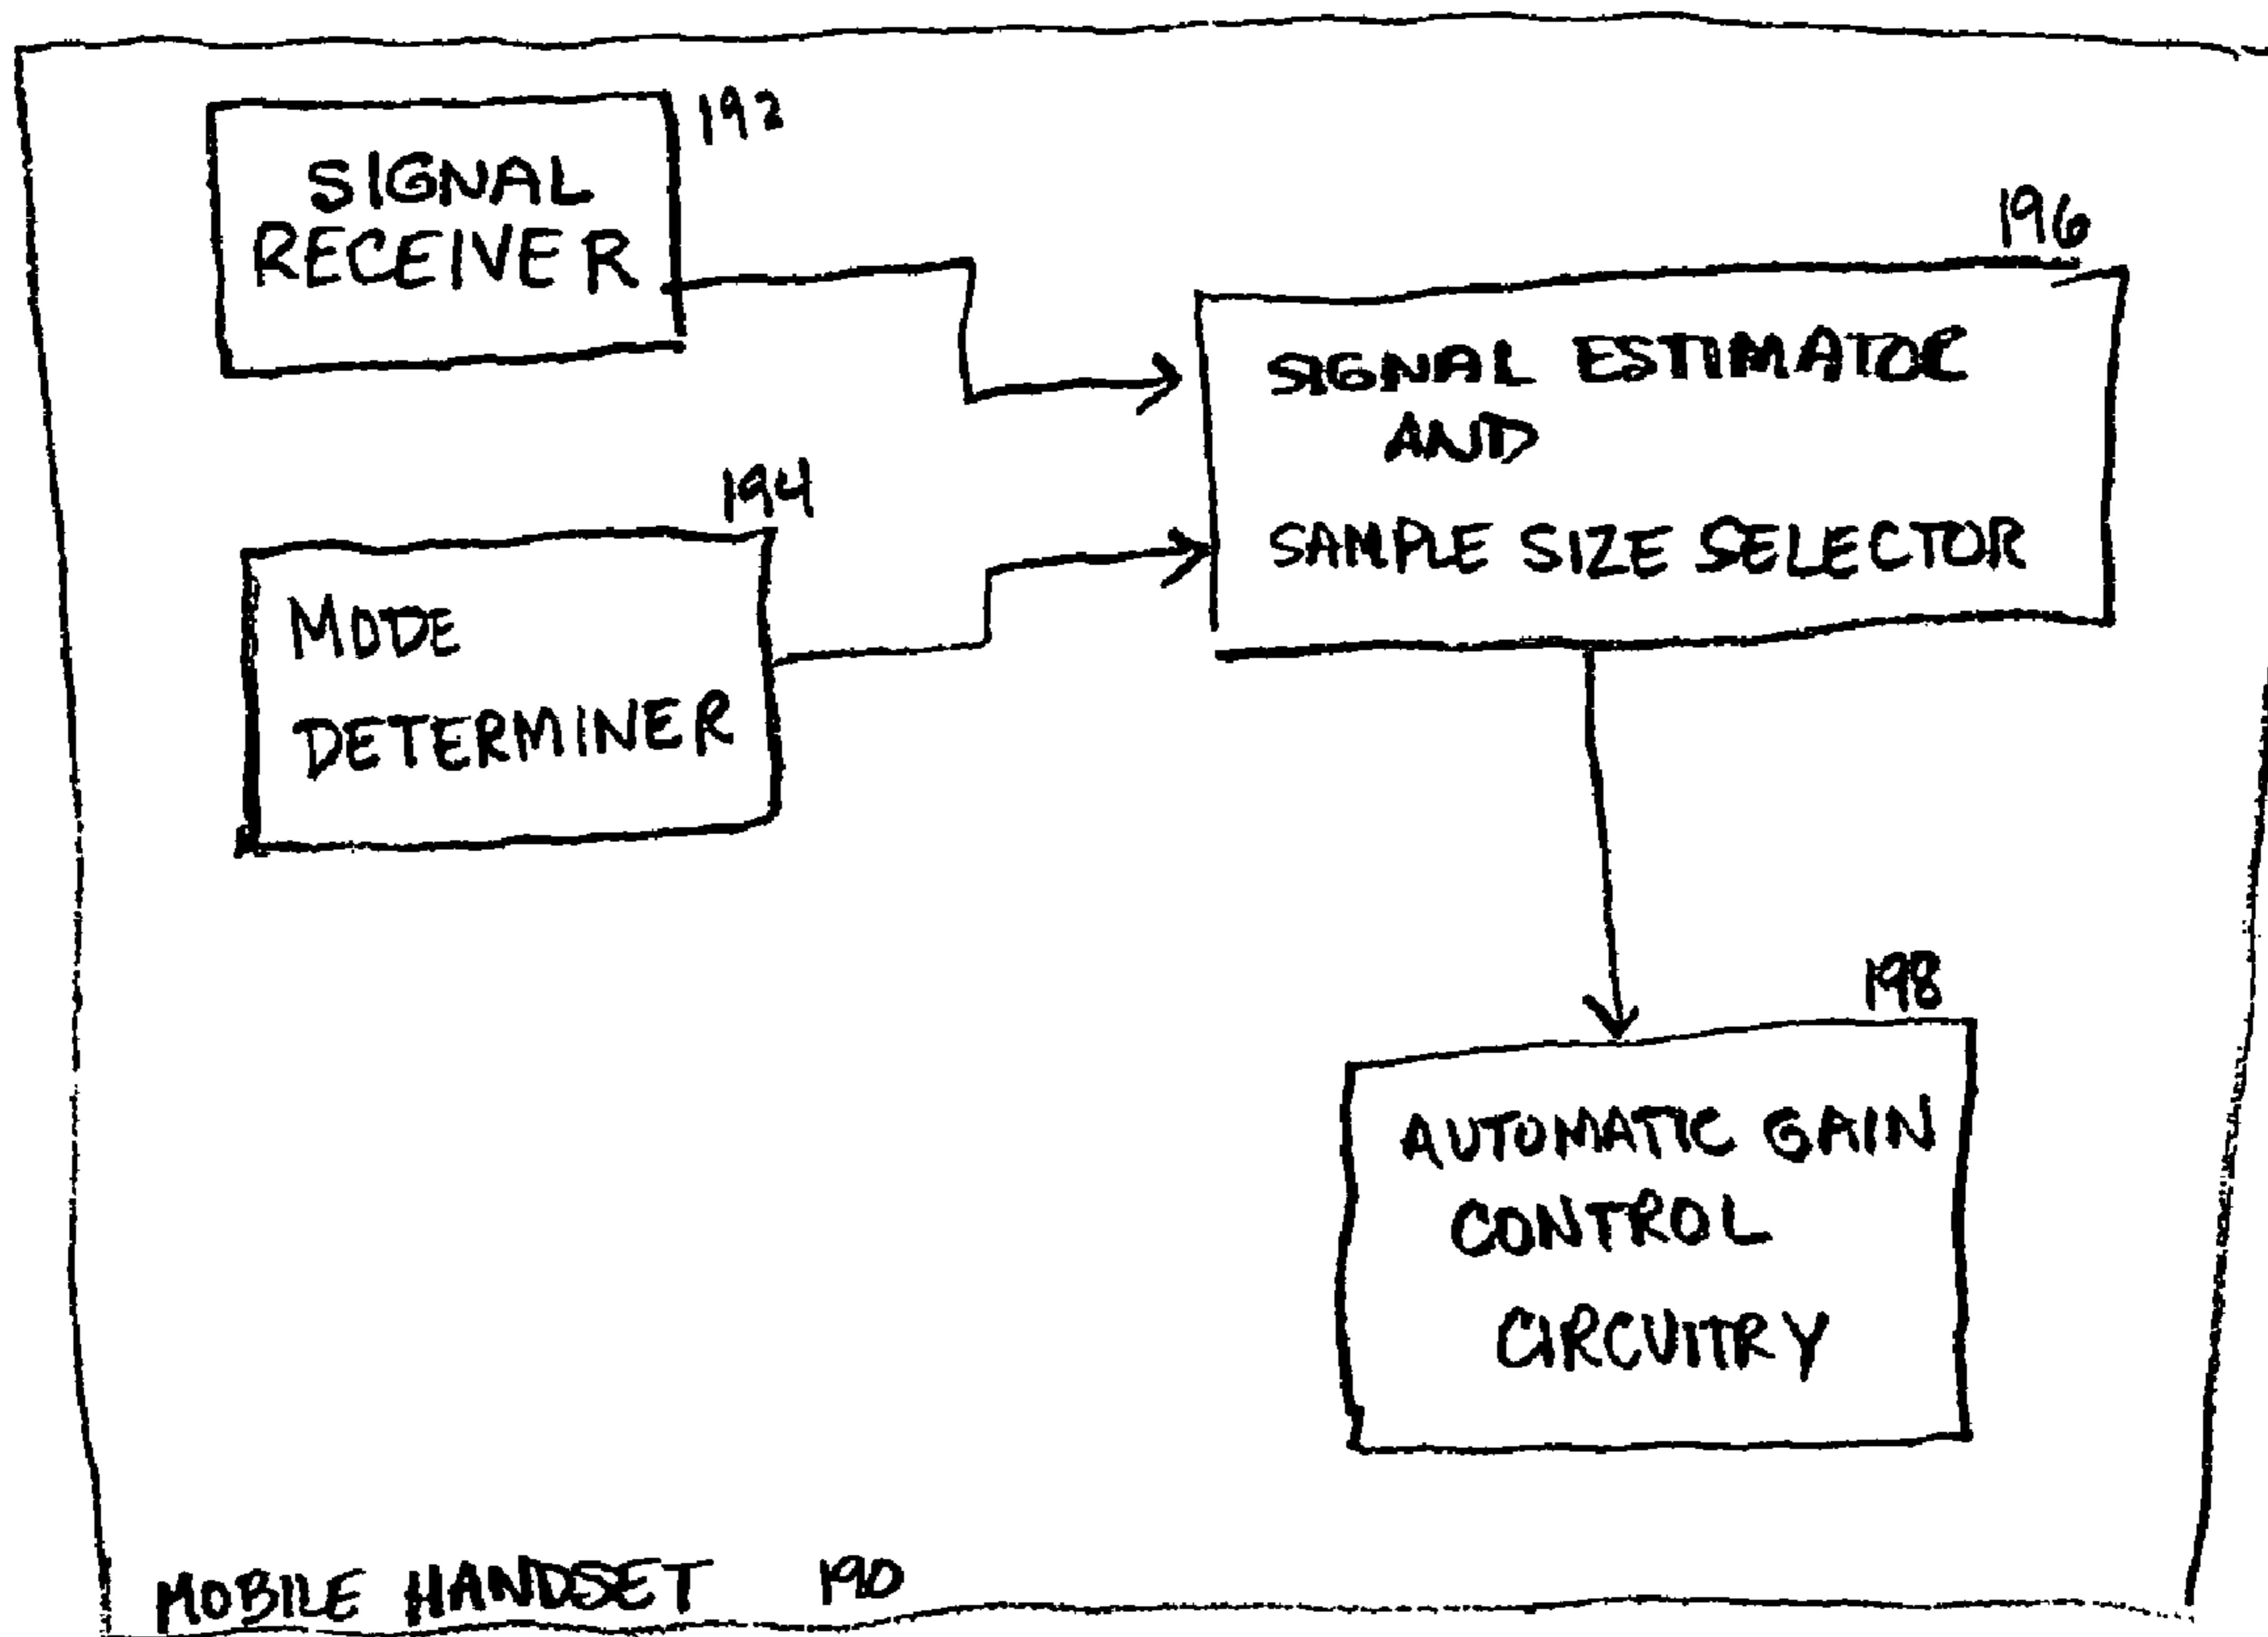 192
SIGNAL
RECEIVER
196
SIGNAL ESTIMATOR
AND
SAMPLE SIZE SELECTOR
194
MODE
DETERMINER
198
AUTOMATIC GAIN
CONTROL
CIRCUITRY
MOBILE HANDSET 190